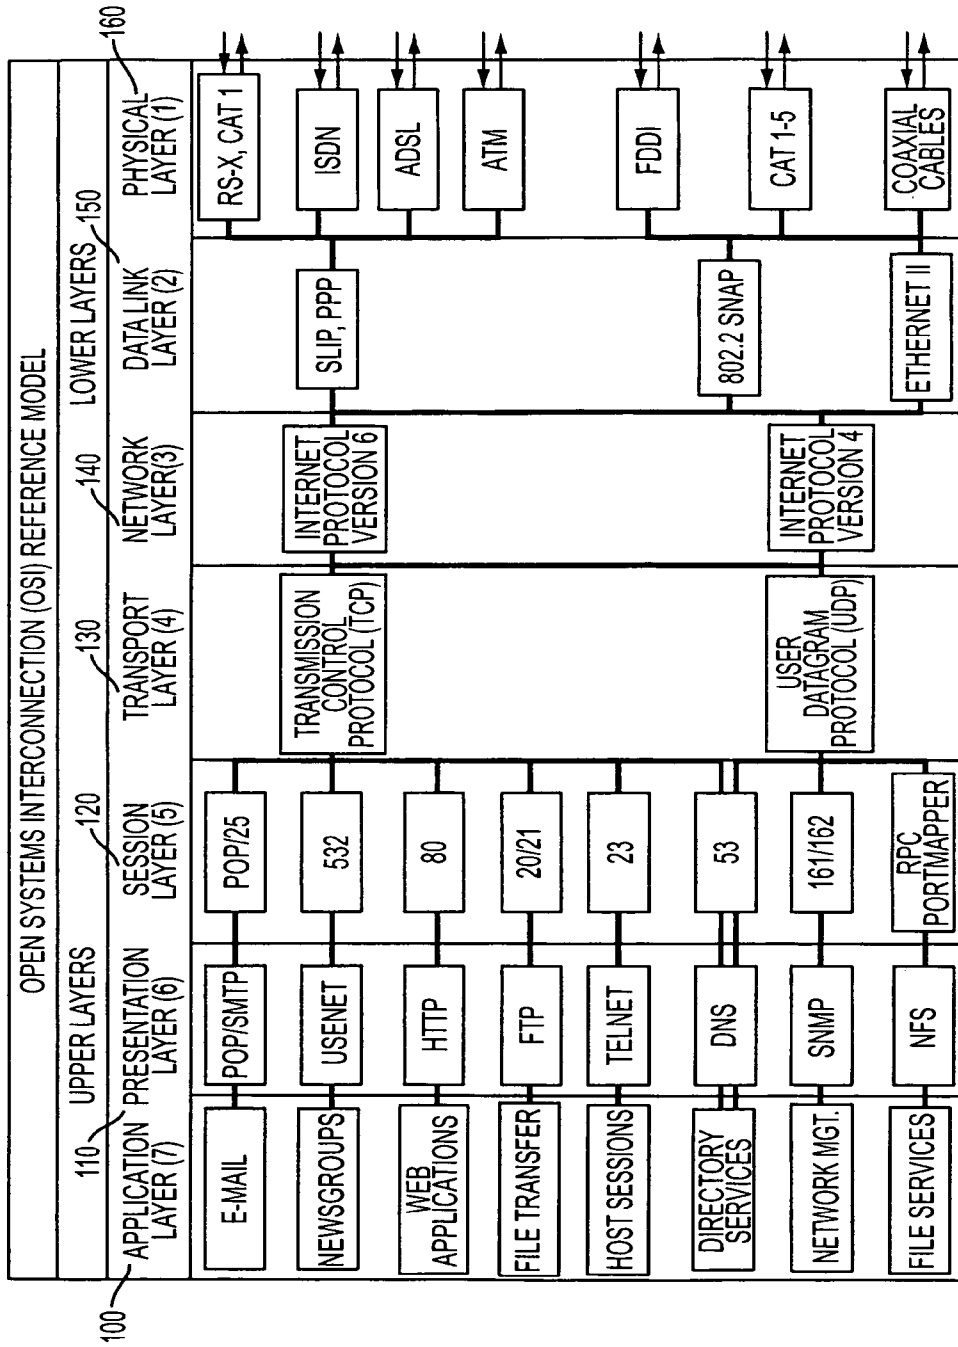 OPEN SYSTEMS INTERCONNECTION (OSI) REFERENCE MODEL
UPPER LAYERS
LOWER LAYERS
100
APPLICATION
LAYER (7)
110
PRESENTATION
LAYER (6)
120
SESSION
LAYER (5)
130
TRANSPORT
LAYER (4)
140
NETWORK
LAYER(3)
150
DATA LINK
LAYER (2)
160
PHYSICAL
LAYER (1)
E-MAIL
NEWSGROUPS
WEB
APPLICATIONS
FILE TRANSFER
HOST SESSIONS
DIRECTORY
SERVICES
NETWORK MGT.
FILE SERVICES
POP/SMTP
USENET
HTTP
FTP
TELNET
DNS
SNMP
NFS
POP/25
532
80
20/21
23
53
161/162
RPC
PORTMAPPER
TRANSMISSION
CONTROL
PROTOCOL (TCP)
USER
DATAGRAM
PROTOCOL (UDP)
INTERNET
PROTOCOL
VERSION 6
INTERNET
PROTOCOL
VERSION 4
SLIP, PPP
802.2 SNAP
ETHERNET II
RS-X, CAT 1
ISDN
ADSL
ATM
FDDI
CAT 1-5
COAXIAL
CABLES